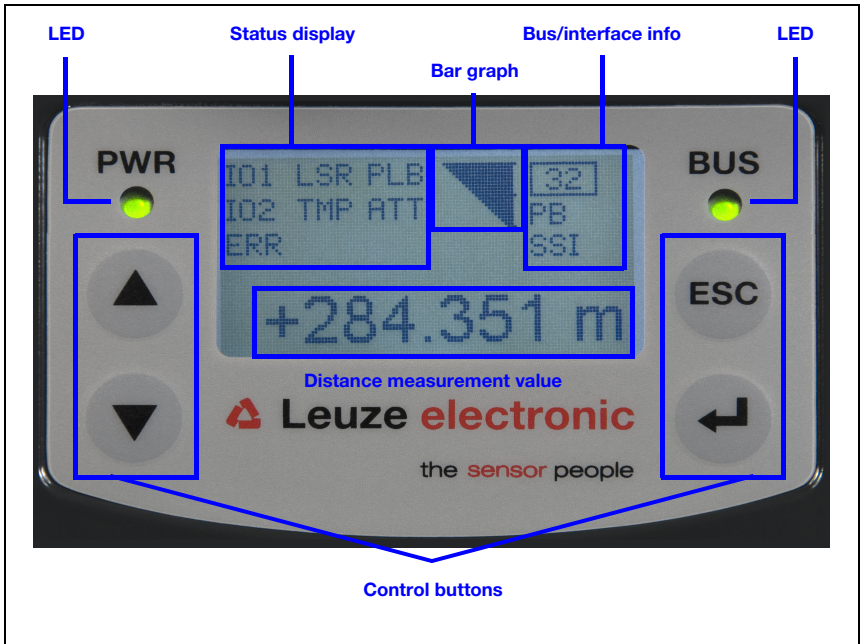 LED Status display Bus/interface info LED
Bar graph
PWR BUS
IO1 LSR PLB 32
IO2 TMP ATT PB
ERR SSI
ESC
+284.351 m
Distance measurement value
Leuze electronic
the sensor people
Control buttons